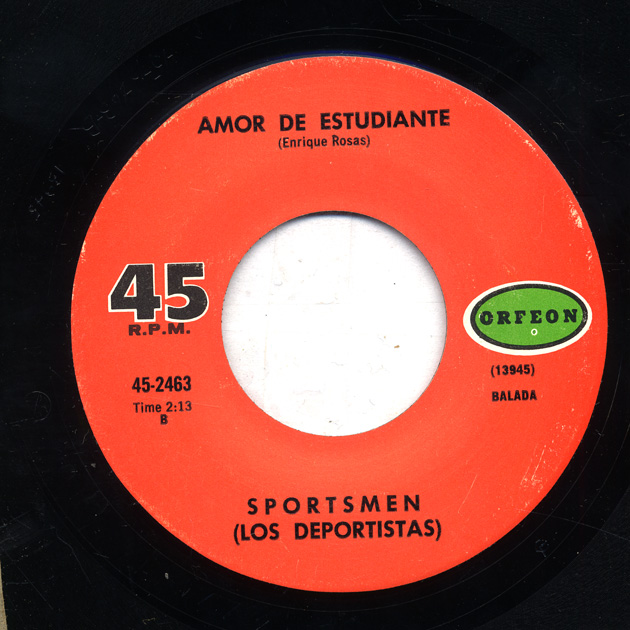 AMOR DE ESTUDIANTE
(Enrique Rosas)
45
R.P.M.
ORFEON
(13945)
45-2463
BALADA
Time 2:13
B
SPORTSMEN
(LOS DEPORTISTAS)